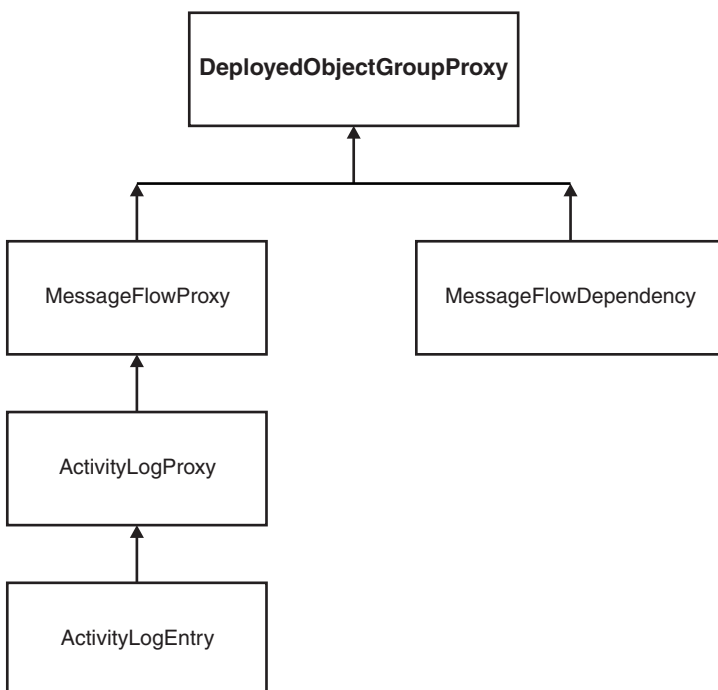 DeployedObjectGroupProxy
MessageFlowProxy
MessageFlowDependency
ActivityLogProxy
ActivityLogEntry